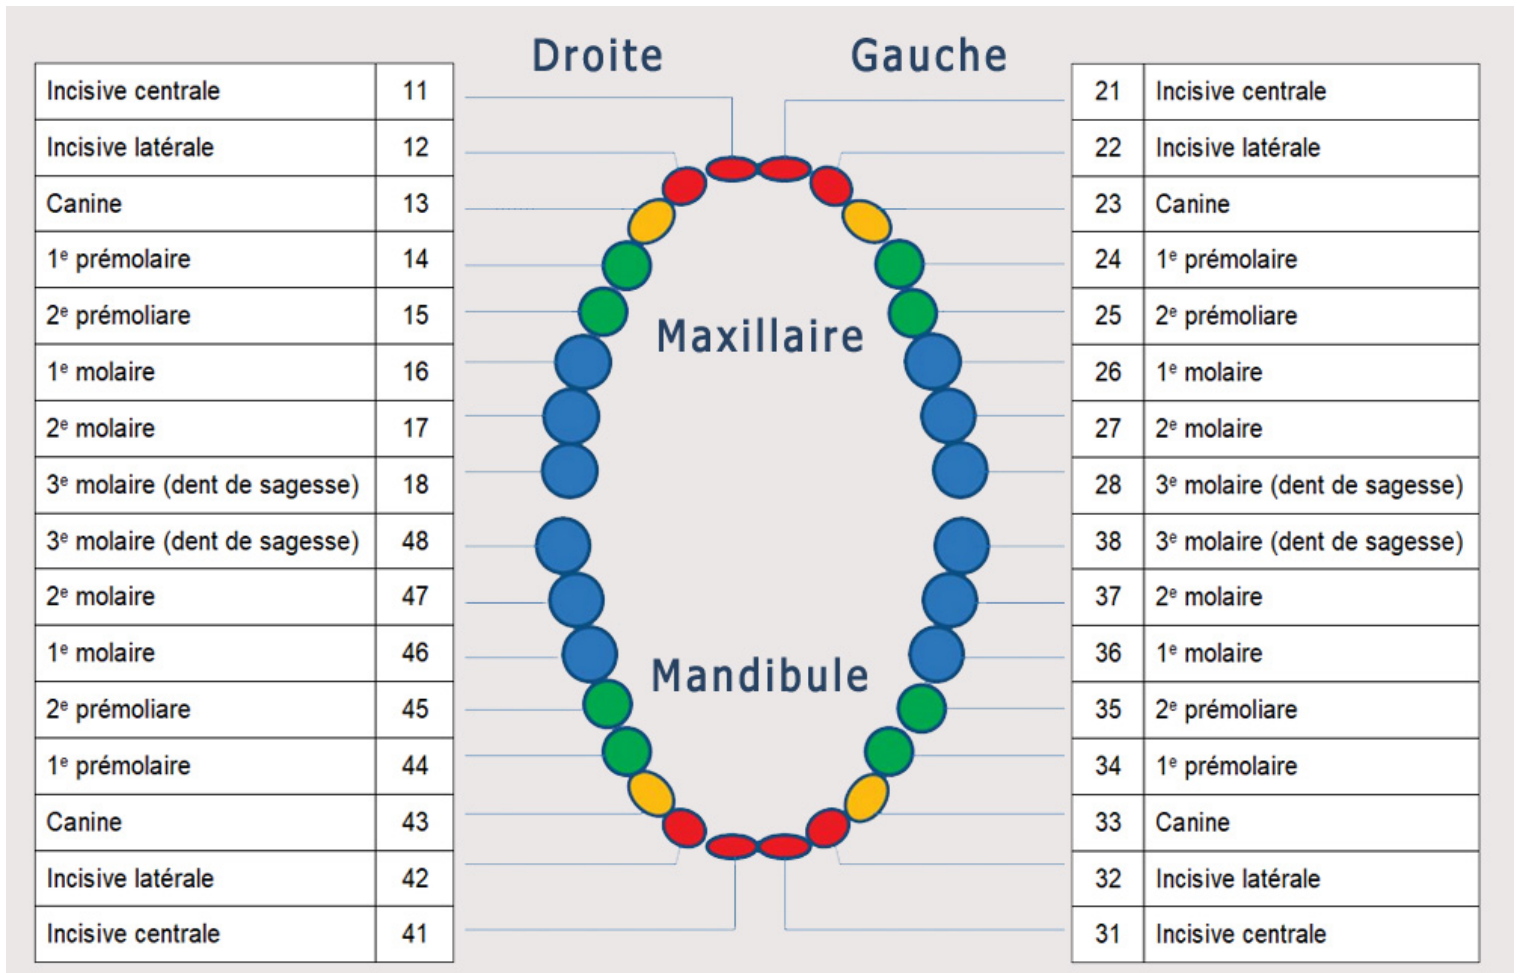 Droite Gauche
Incisive centrale 11
Incisive latérale 12
Canine 13
1e prémolaire 14
2e prémoliare 15
1e molaire 16
2e molaire 17
3e molaire (dent de sagesse) 18
3e molaire (dent de sagesse) 48
2e molaire 47
1e molaire 46
2e prémoliare 45
1e prémolaire 44
Canine 43
Incisive latérale 42
Incisive centrale 41
Maxillaire
Mandibule
21 Incisive centrale
22 Incisive latérale
23 Canine
24 1e prémolaire
25 2e prémoliare
26 1e molaire
27 2e molaire
28 3e molaire (dent de sagesse)
38 3e molaire (dent de sagesse)
37 2e molaire
36 1e molaire
35 2e prémoliare
34 1e prémolaire
33 Canine
32 Incisive latérale
31 Incisive centrale